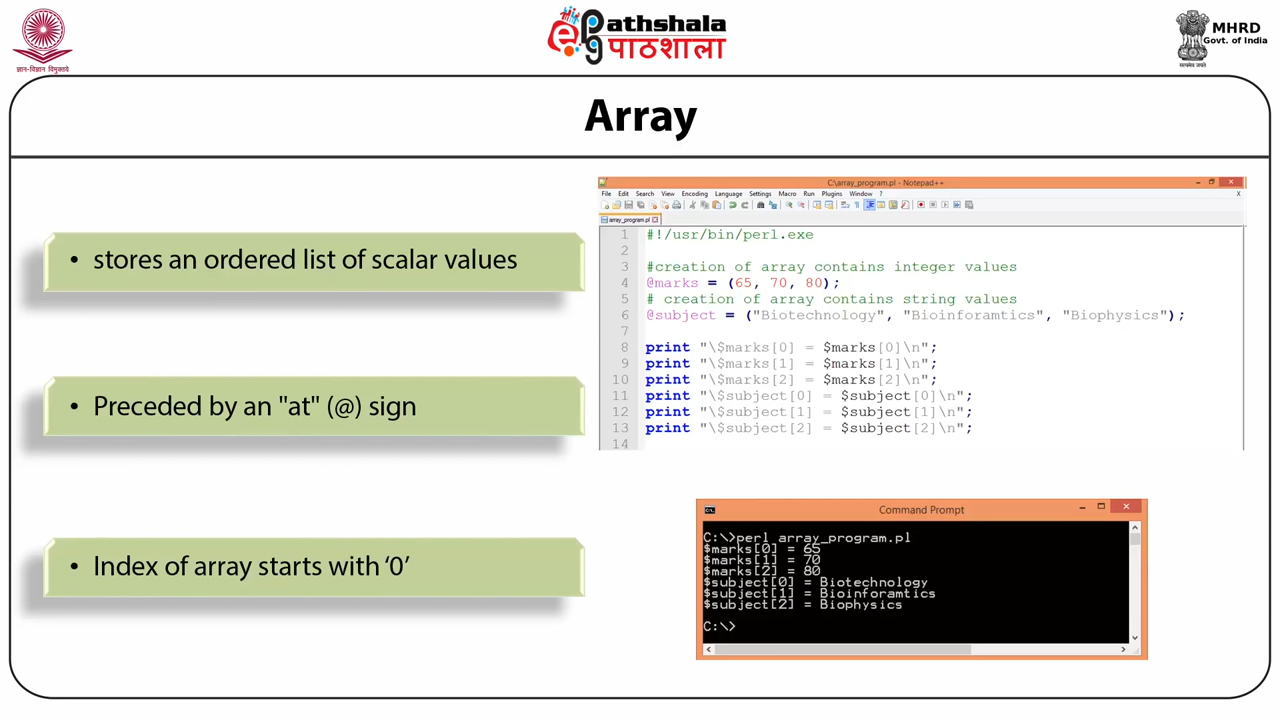 ज्ञान-विज्ञान विमुक्तये
e pg Pathshala
पाठशाला
सत्यमेव जयते
MHRD
Govt. of India
Array
• stores an ordered list of scalar values
• Preceded by an "at" (@) sign
• Index of array starts with ‘0’
C:\array_program.pl - Notepad++
File Edit Search View Encoding Language Settings Macro Run Plugins Window ? X
array_program.pl
1 #!/usr/bin/perl.exe
2
3 #creation of array contains integer values
4 @marks = (65, 70, 80);
5 # creation of array contains string values
6 @subject = ("Biotechnology", "Bioinforamtics", "Biophysics");
7
8 print "\$marks[0] = $marks[0]\n";
9 print "\$marks[1] = $marks[1]\n";
10 print "\$marks[2] = $marks[2]\n";
11 print "\$subject[0] = $subject[0]\n";
12 print "\$subject[1] = $subject[1]\n";
13 print "\$subject[2] = $subject[2]\n";
14
Command Prompt
C:\>perl array_program.pl
$marks[0] = 65
$marks[1] = 70
$marks[2] = 80
$subject[0] = Biotechnology
$subject[1] = Bioinforamtics
$subject[2] = Biophysics
C:\>